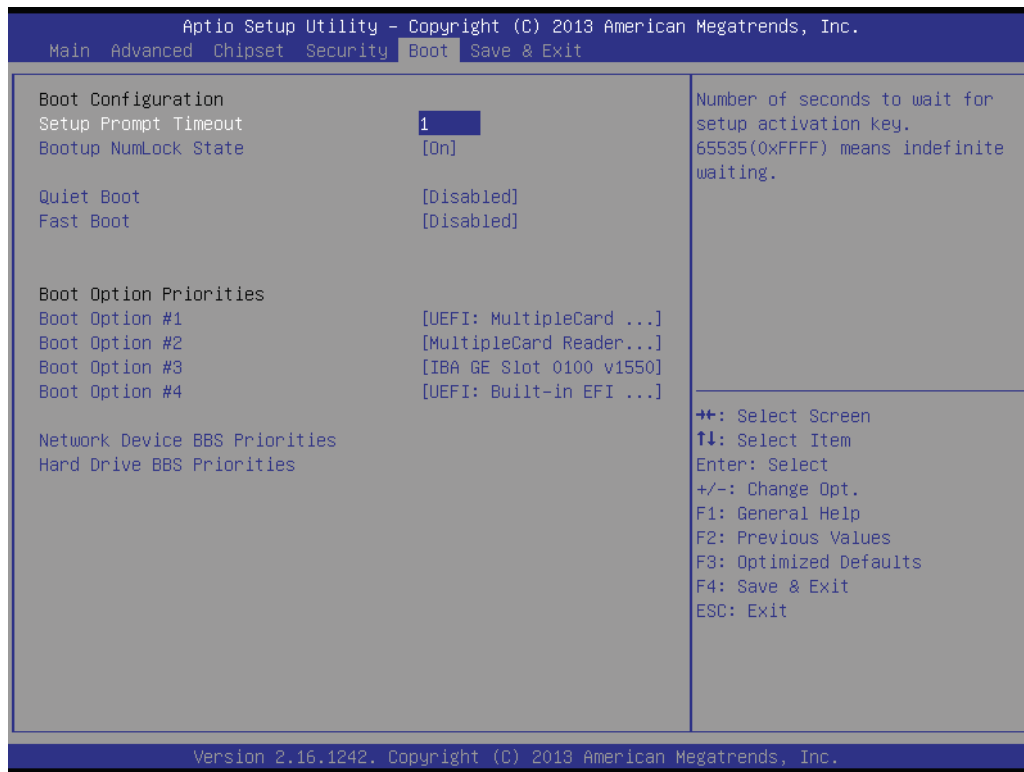 Aptio Setup Utility – Copyright (C) 2013 American Megatrends, Inc.
Main Advanced Chipset Security Boot Save & Exit
Boot Configuration
Setup Prompt Timeout 1
Bootup NumLock State [On]
Quiet Boot [Disabled]
Fast Boot [Disabled]
Boot Option Priorities
Boot Option #1 [UEFI: MultipleCard ...]
Boot Option #2 [MultipleCard Reader...]
Boot Option #3 [IBA GE Slot 0100 v1550]
Boot Option #4 [UEFI: Built-in EFI ...]
Network Device BBS Priorities
Hard Drive BBS Priorities
Number of seconds to wait for
setup activation key.
65535(0xFFFF) means indefinite
waiting.
→←: Select Screen
↑↓: Select Item
Enter: Select
+/-: Change Opt.
F1: General Help
F2: Previous Values
F3: Optimized Defaults
F4: Save & Exit
ESC: Exit
Version 2.16.1242. Copyright (C) 2013 American Megatrends, Inc.